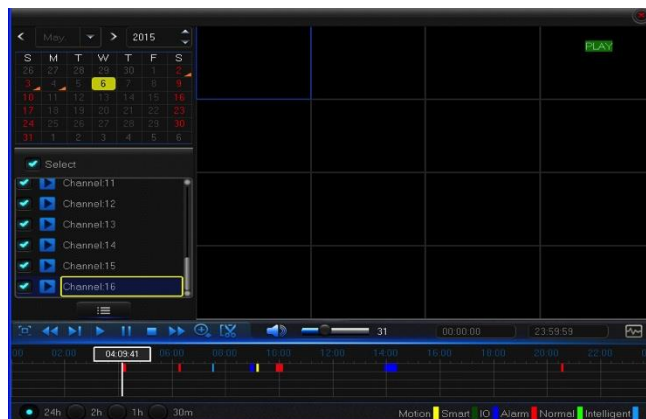 May 2015
PLAY
S M T W T F S
26 27 28 29 30 1 2
3 4 5 6 7 8 9
10 11 12 13 14 15 16
17 18 19 20 21 22 23
24 25 26 27 28 29 30
31 1 2 3 4 5 6
Select
Channel:11
Channel:12
Channel:13
Channel:14
Channel:15
Channel:16
31 00:00:00 23:59:59
00 02:00 04:09:41 06:00 08:00 10:00 12:00 14:00 16:00 18:00 20:00 22:00 0
24h 2h 1h 30m Motion Smart IO Alarm Normal Intelligent